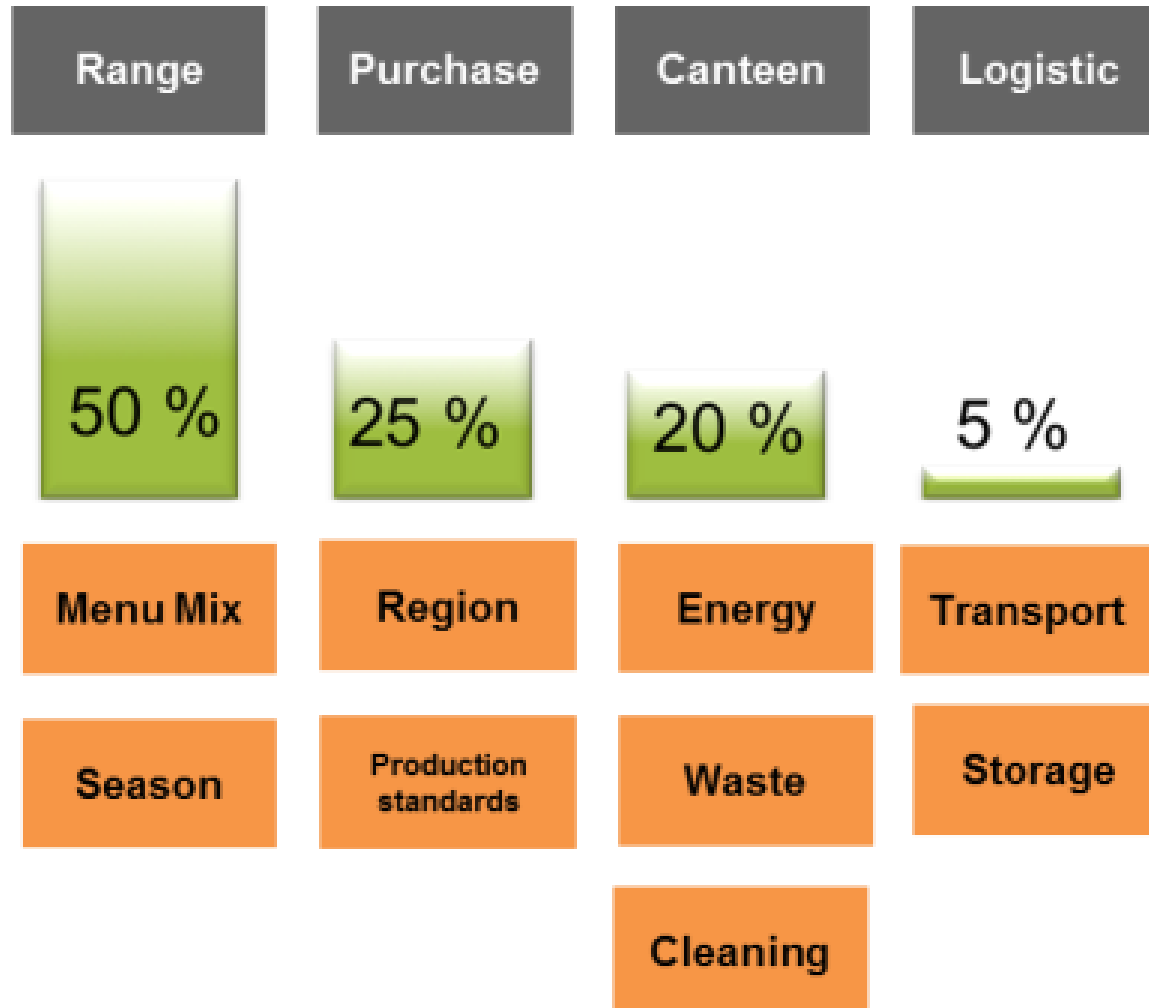 Range
Purchase
Canteen
Logistic
50 %
25 %
20 %
5 %
Menu Mix
Region
Energy
Transport
Season
Production
standards
Waste
Storage
Cleaning